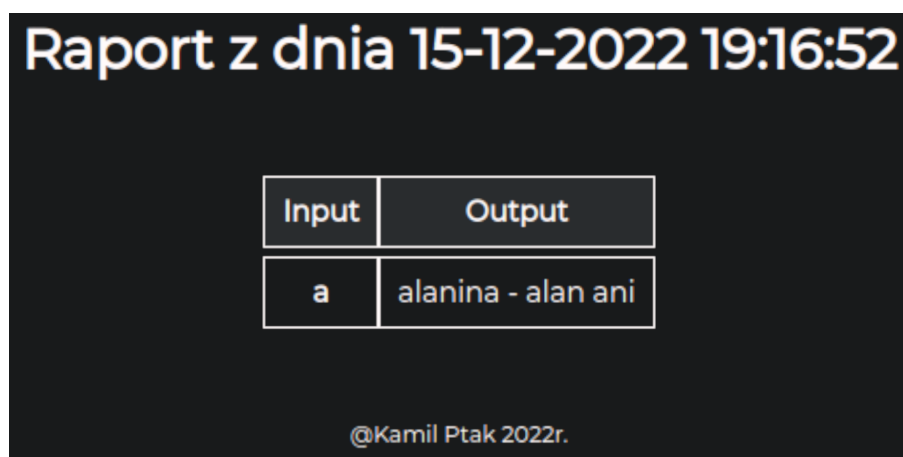 Raport z dnia 15-12-2022 19:16:52
Input Output
a alanina - alan ani
@Kamil Ptak 2022r.